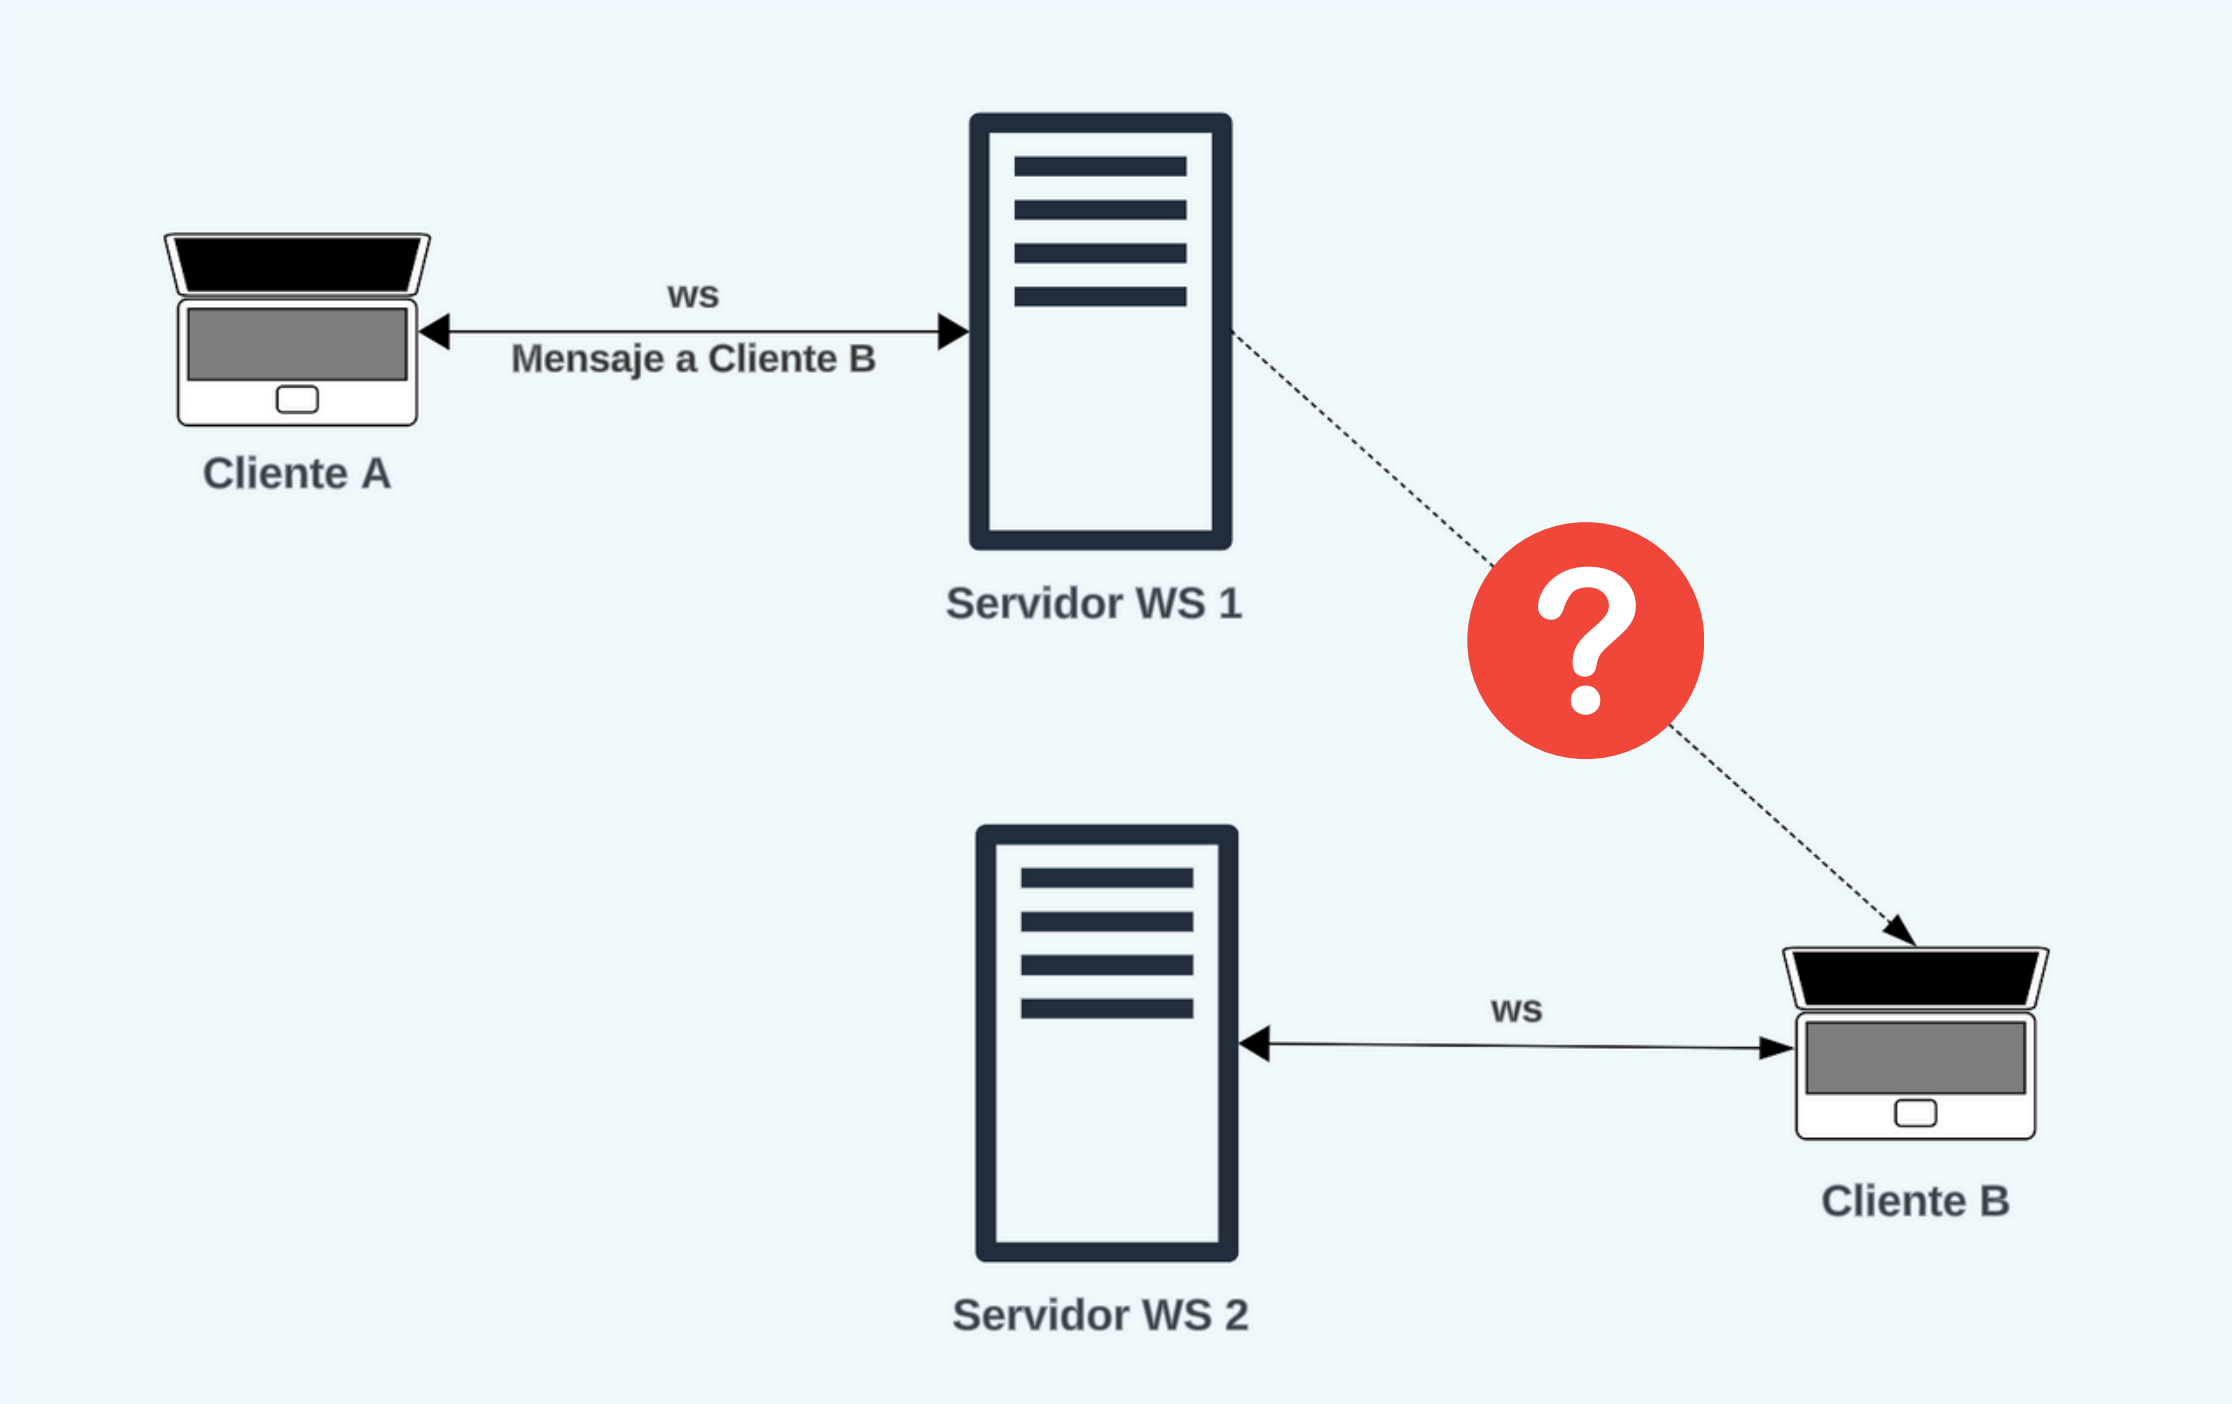 ws
Mensaje a Cliente B
Cliente A
Servidor WS 1
?
ws
Cliente B
Servidor WS 2